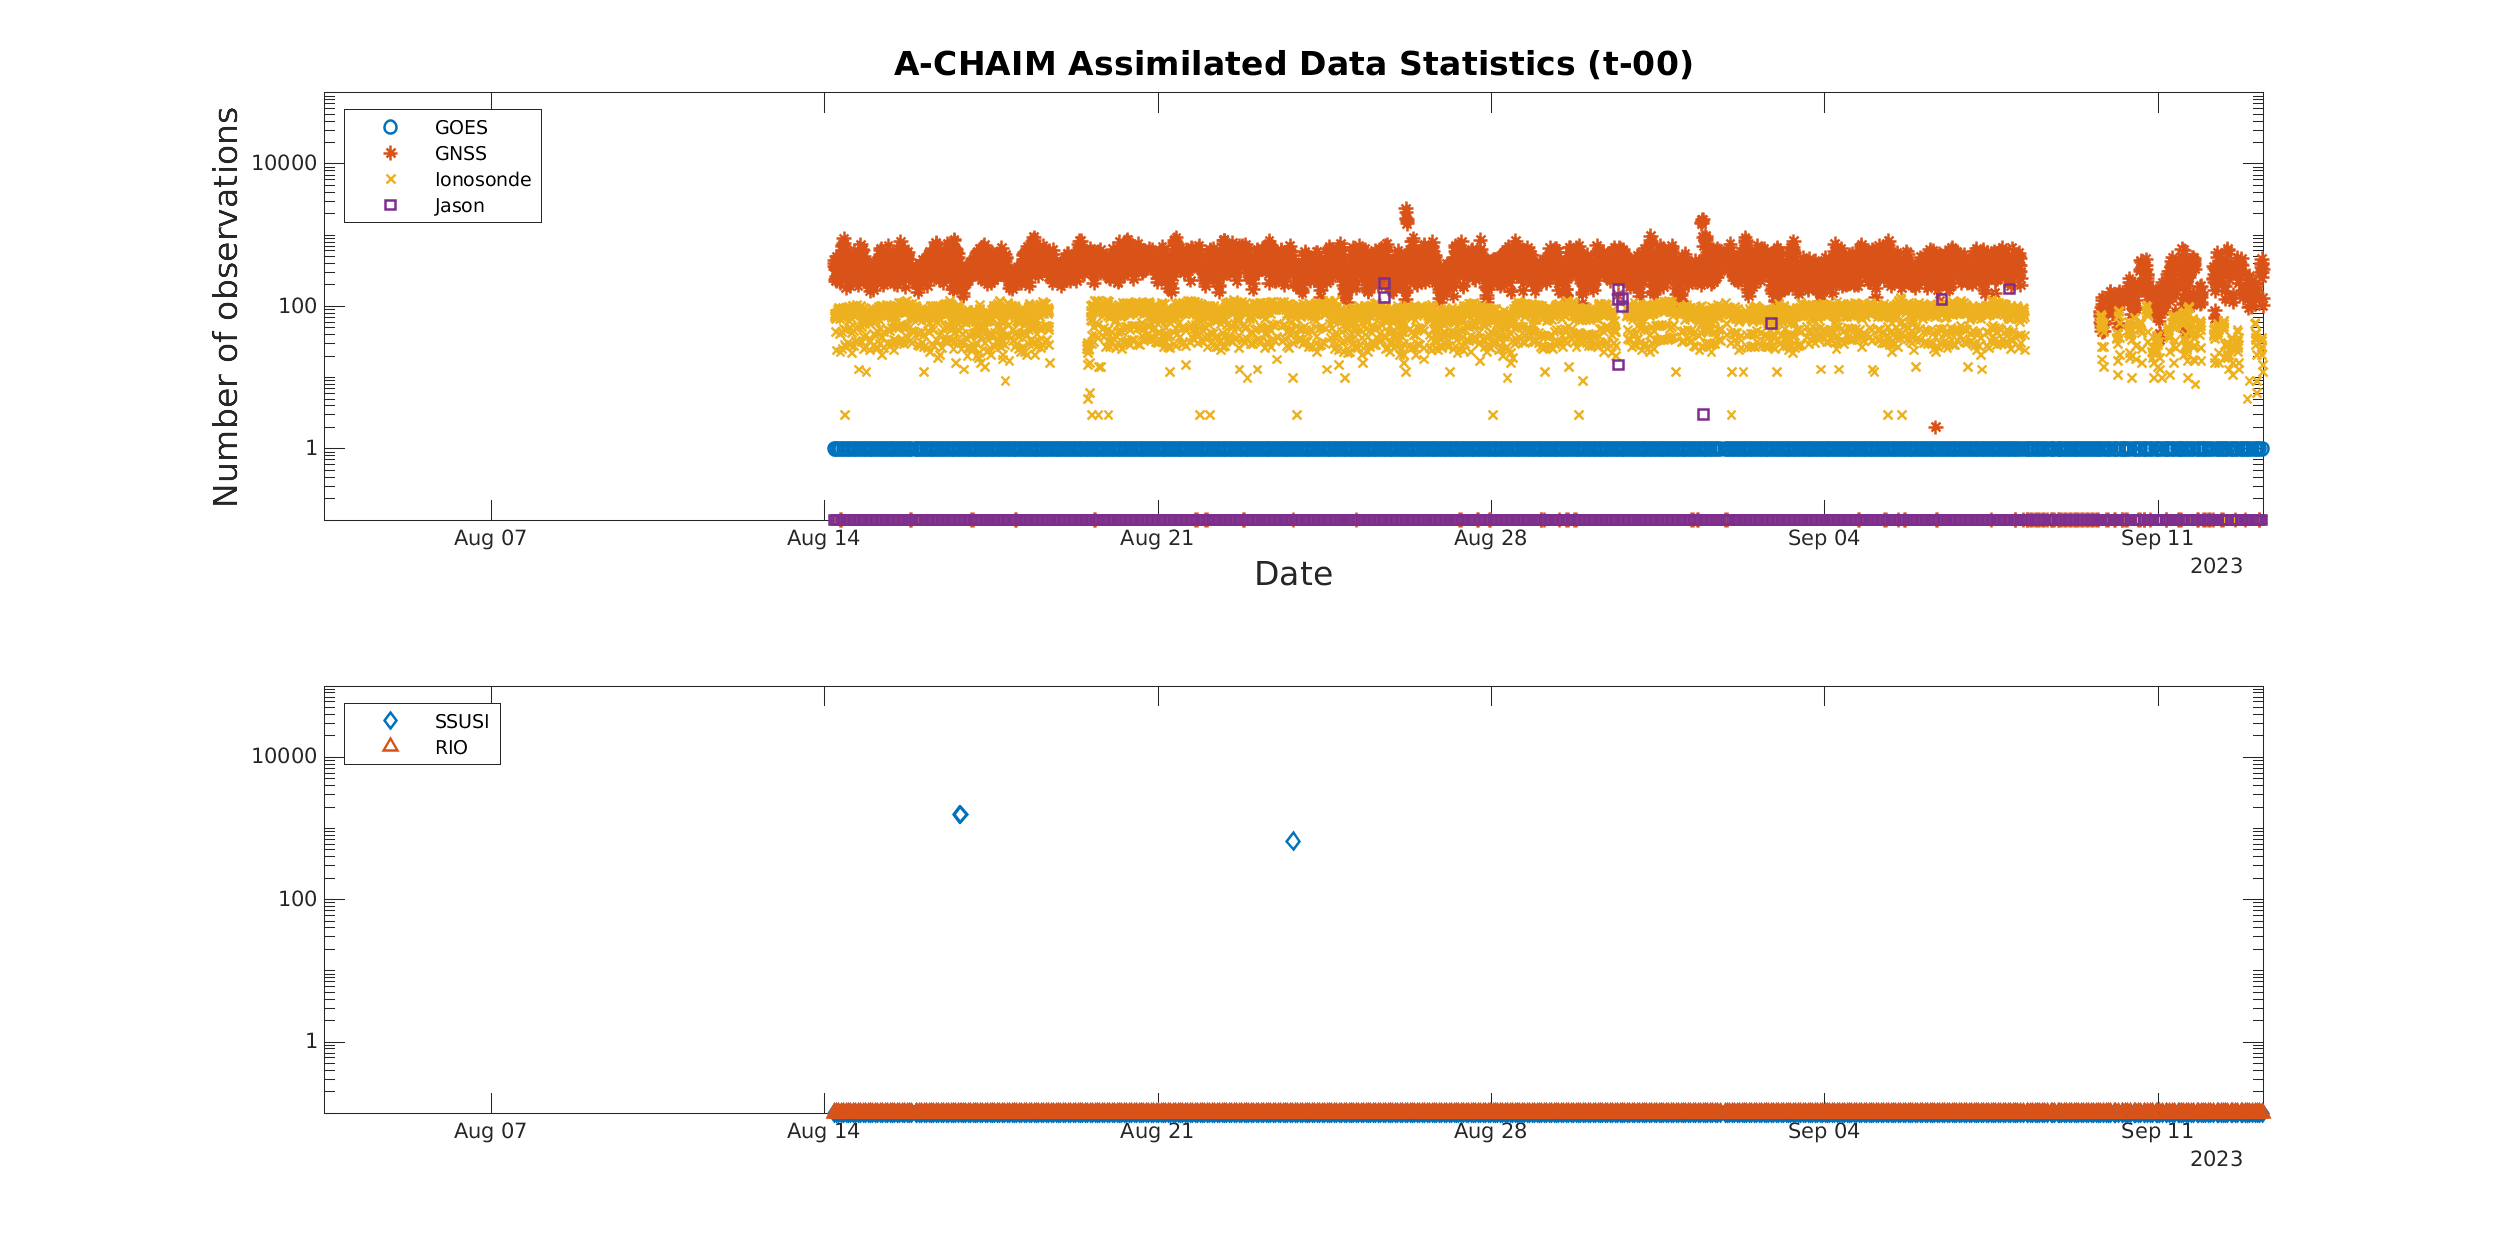 A-CHAIM Assimilated Data Statistics (t-00)
Number of observations
GOES
GNSS
Ionosonde
Jason
10000
100
1
Aug 07 Aug 14 Aug 21 Aug 28 Sep 04 Sep 11
2023
Date
SSUSI
RIO
10000
100
1
Aug 07 Aug 14 Aug 21 Aug 28 Sep 04 Sep 11
2023